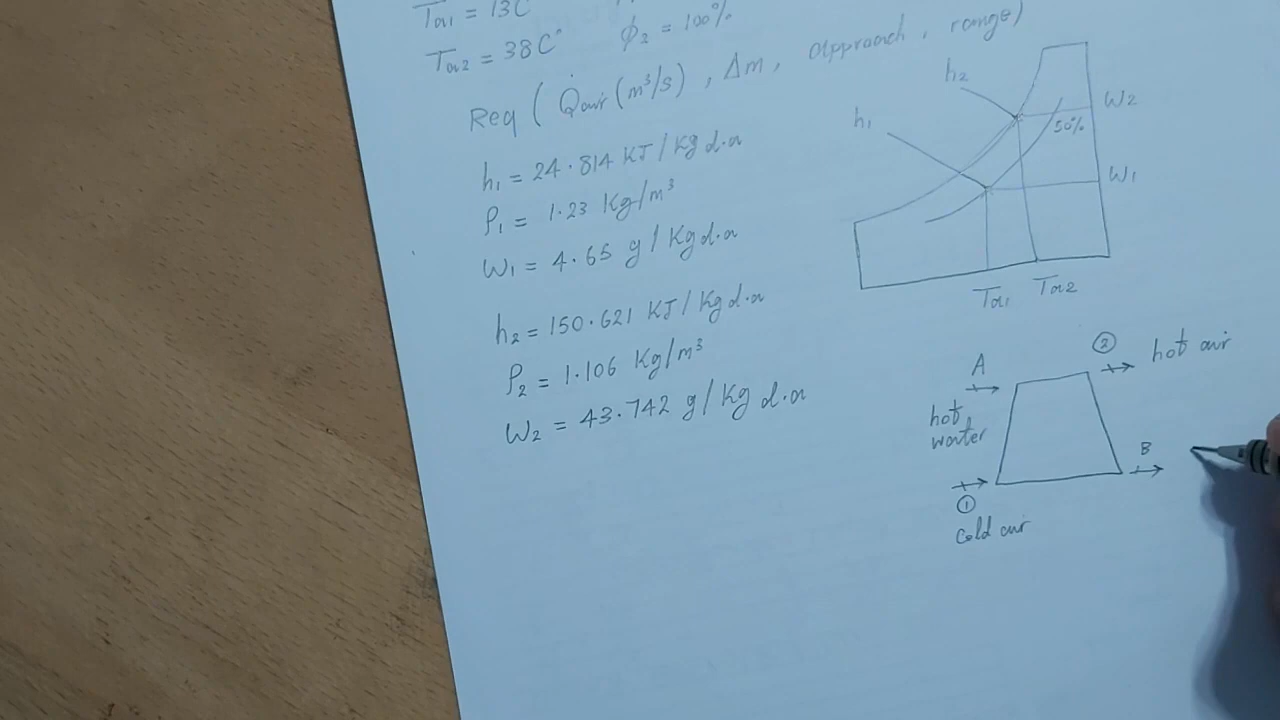 Ta1 = 13C°
Ta2 = 38C° ϕ2 = 100%
Req ( Q̇air (m³/s) , Δm, approach, range)
h1 = 24.814 KJ/Kg d.a
ρ1 = 1.23 Kg/m³
W1 = 4.65 g/Kg d.a
h2 = 150.621 KJ/Kg d.a
ρ2 = 1.106 Kg/m³
W2 = 43.742 g/Kg d.a
h2
h1
W2
50%
W1
Ta1 Ta2
② hot air
A
hot
water
B
①
Cold air